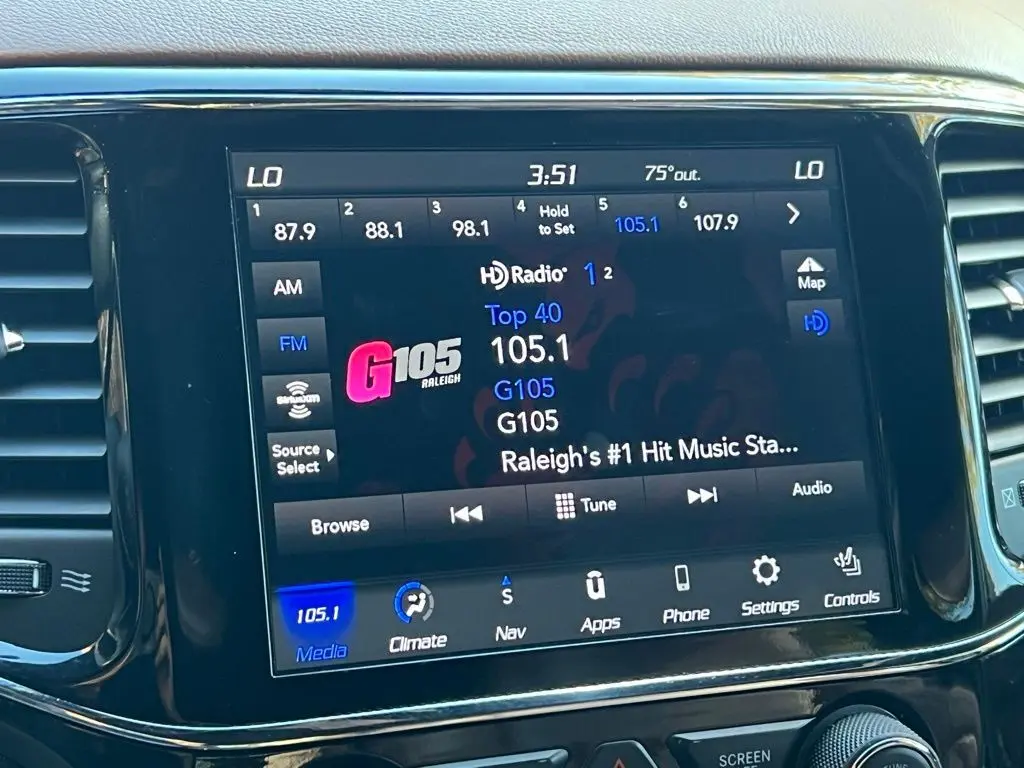 LO 3:51 75°out. LO
1 87.9 2 88.1 3 98.1 4 Hold to Set 5 105.1 6 107.9
AM
HD Radio 1 2
Map
FM
Top 40
HD
G105
RALEIGH
105.1
SiriusXM
G105
G105
Source
Select
Raleigh's #1 Hit Music Sta...
Browse Tune Audio
105.1 S
Media Climate Nav Apps Phone Settings Controls
SCREEN